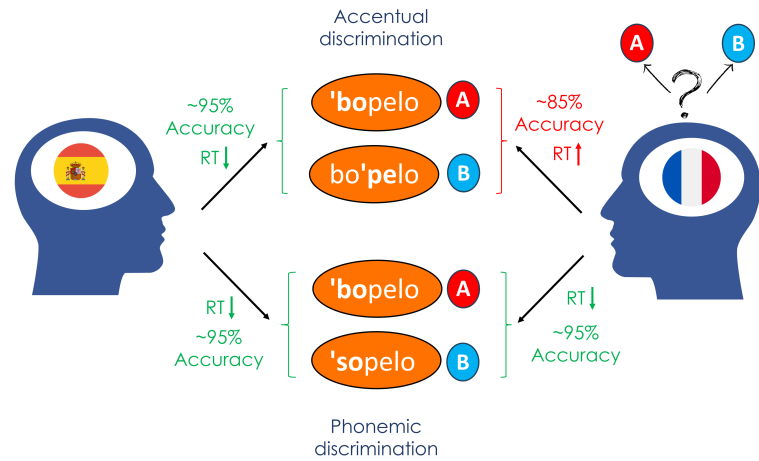 Accentual
discrimination
A
B
?
~95%
Accuracy
RT↓
'bopelo A
bo'pelo B
~85%
Accuracy
RT↑
RT↓
~95%
Accuracy
'bopelo A
'sopelo B
RT↓
~95%
Accuracy
Phonemic
discrimination